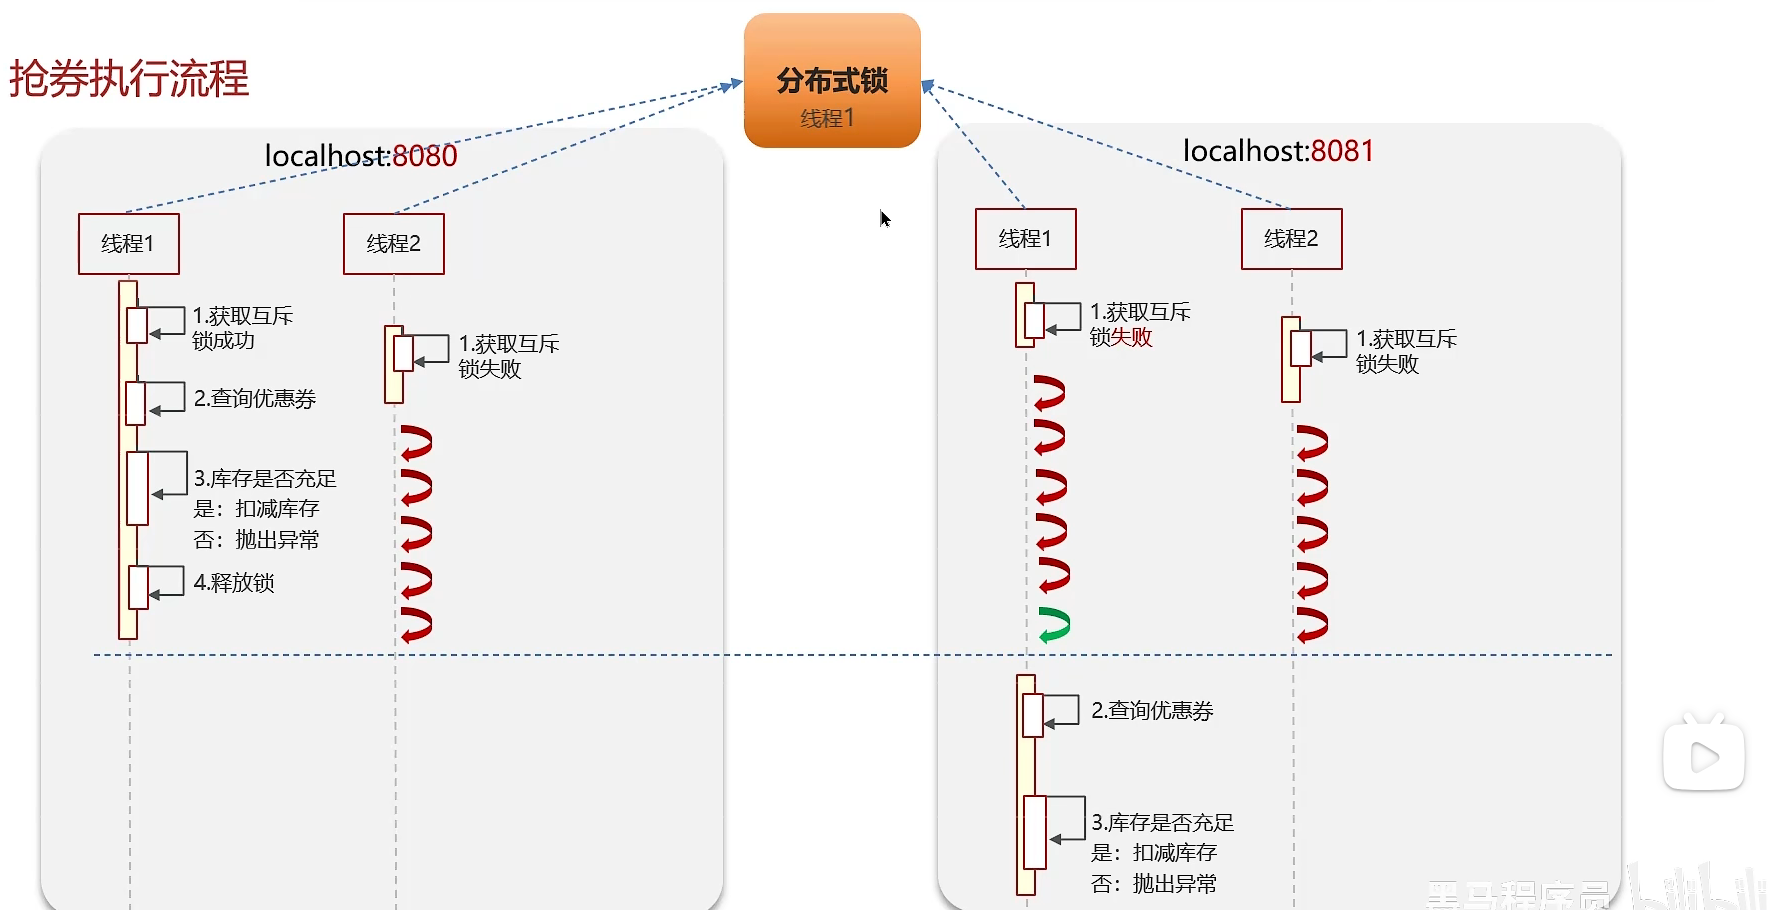 抢券执行流程
分布式锁
线程1
localhost:8080
线程1
线程2
1.获取互斥
锁成功
1.获取互斥
锁失败
2.查询优惠券
3.库存是否充足
是：扣减库存
否：抛出异常
4.释放锁
localhost:8081
线程1
线程2
1.获取互斥
锁失败
1.获取互斥
锁失败
2.查询优惠券
3.库存是否充足
是：扣减库存
否：抛出异常
黑马程序员